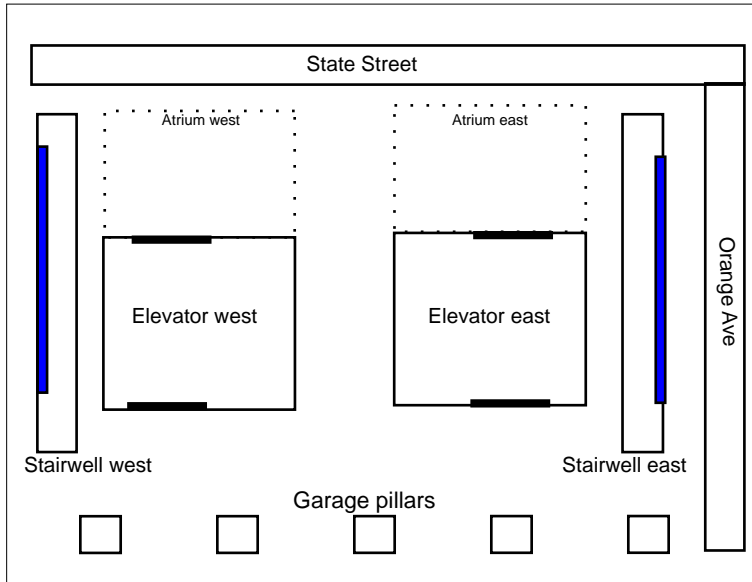 State Street
Atrium west
Atrium east
Elevator west
Elevator east
Orange Ave
Stairwell west
Stairwell east
Garage pillars